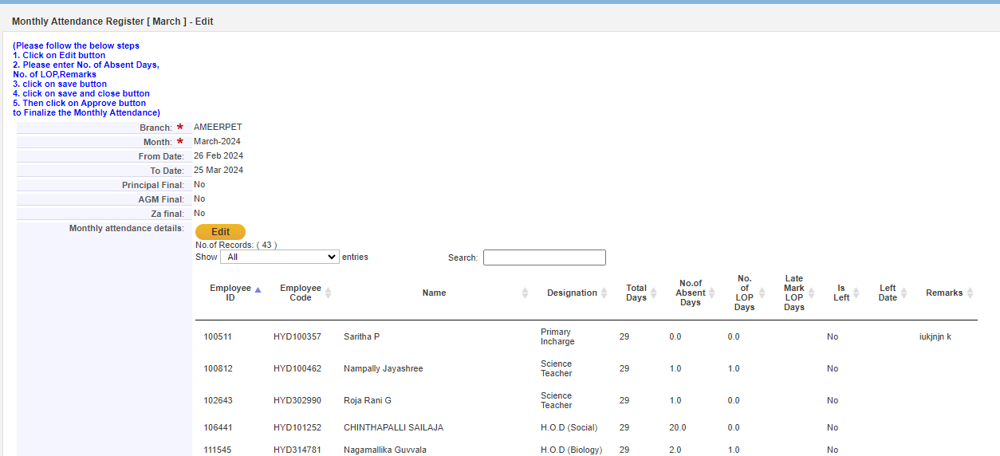 Monthly Attendance Register [ March ] - Edit
(Please follow the below steps
1. Click on Edit button
2. Please enter No. of Absent Days,
No. of LOP,Remarks
3. click on save button
4. click on save and close button
5. Then click on Approve button
to Finalize the Monthly Attendance)
Branch: * AMEERPET
Month: * March-2024
From Date: 26 Feb 2024
To Date: 25 Mar 2024
Principal Final: No
AGM Final: No
Za final: No
Monthly attendance details: Edit
No.of Records: ( 43 )
Show All entries Search:
Employee ID Employee Code Name Designation Total Days No.of Absent Days No. of LOP Days Late Mark LOP Days Is Left Left Date Remarks
100511 HYD100357 Saritha P Primary Incharge 29 0.0 0.0 No iukjnjn k
100812 HYD100462 Nampally Jayashree Science Teacher 29 1.0 1.0 No
102643 HYD302990 Roja Rani G Science Teacher 29 1.0 0.0 No
106441 HYD101252 CHINTHAPALLI SAILAJA H.O.D (Social) 29 20.0 0.0 No
111545 HYD314781 Nagamallika Guvvala H.O.D (Biology) 29 2.0 1.0 No